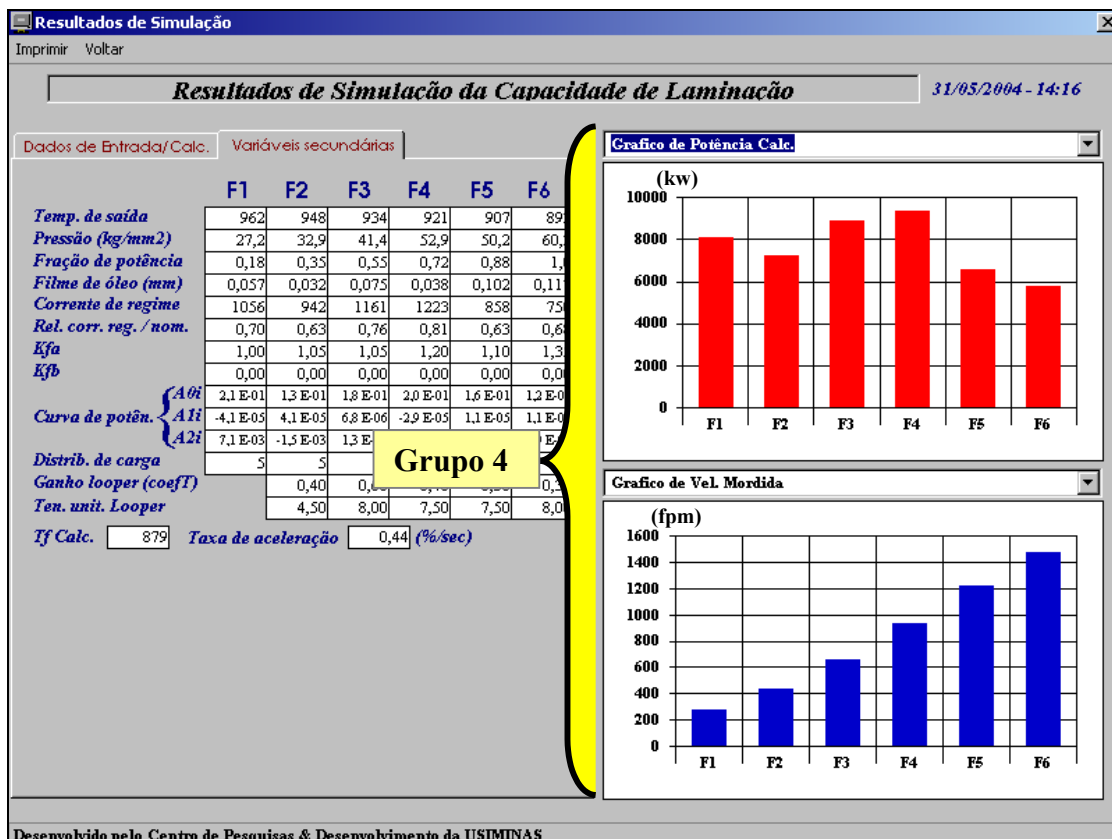 Resultados de Simulação
Imprimir Voltar
Resultados de Simulação da Capacidade de Laminação
31/05/2004 - 14:16
Dados de Entrada/Calc. Variáveis secundárias
F1 F2 F3 F4 F5 F6
Temp. de saída 962 948 934 921 907
Pressão (kg/mm2) 27,2 32,9 41,4 52,9 50,2
Fração de potência 0,18 0,35 0,55 0,72 0,88
Filme de óleo (mm) 0,057 0,032 0,075 0,038 0,102
Corrente de regime 1056 942 1161 1223 858
Rel. corr. reg. / nom. 0,70 0,63 0,76 0,81 0,63
Kfa 1,00 1,05 1,05 1,20 1,10
Kfb 0,00 0,00 0,00 0,00 0,00 0,00
A0i 2,1 E-01 1,3 E-01 1,8 E-01 2,0 E-01 1,6 E-01
Curva de potên. A1i -4,1 E-05 4,1 E-05 6,8 E-06 -2,9 E-05 1,1 E-05
A2i 7,1 E-03 -1,5 E-03
Distrib. de carga 5 5
Ganho looper (coefT) 0,40
Ten. unit. Looper 4,50 8,00 7,50 7,50
Tf Calc. 879 Taxa de aceleração 0,44 (%/sec)
Grupo 4
Grafico de Potência Calc.
(kw)
10000
8000
6000
4000
2000
0
F1 F2 F3 F4 F5 F6
Grafico de Vel. Mordida
(fpm)
1600
1400
1200
1000
800
600
400
200
0
F1 F2 F3 F4 F5 F6
Desenvolvido pelo Centro de Pesquisas & Desenvolvimento da USIMINAS